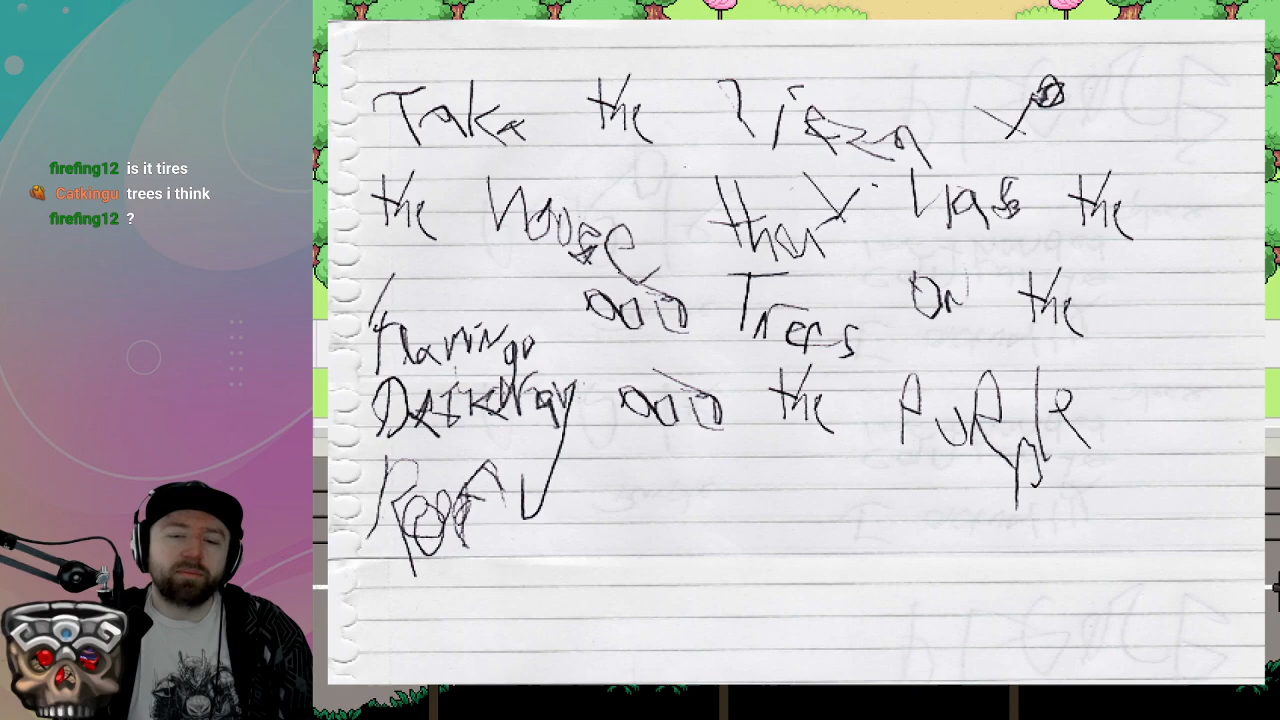 firefing12 is it tires
Catkingu trees i think
firefing12 ?
Take the Pizza to
the House that Has the
flamingo and Trees on the
Driveway and the Purple
Roof